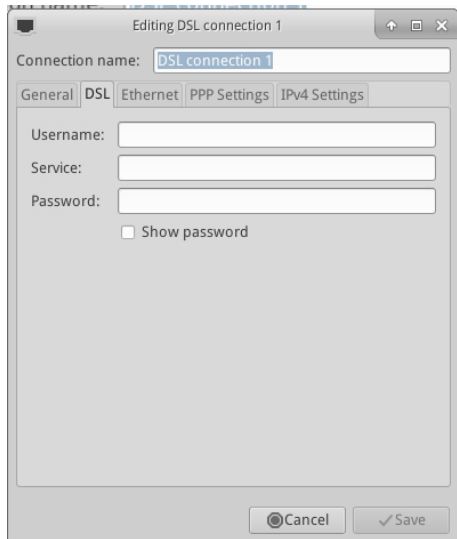 Editing DSL connection 1
Connection name: DSL connection 1
General DSL Ethernet PPP Settings IPv4 Settings
Username:
Service:
Password:
Show password
Cancel Save